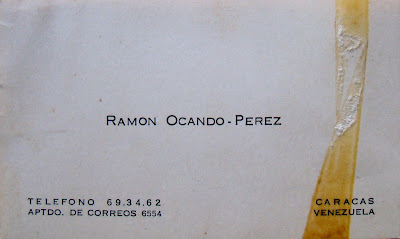 RAMON OCANDO-PEREZ
TELEFONO 69.34.62
APTDO. DE CORREOS 6554
CARACAS
VENEZUELA